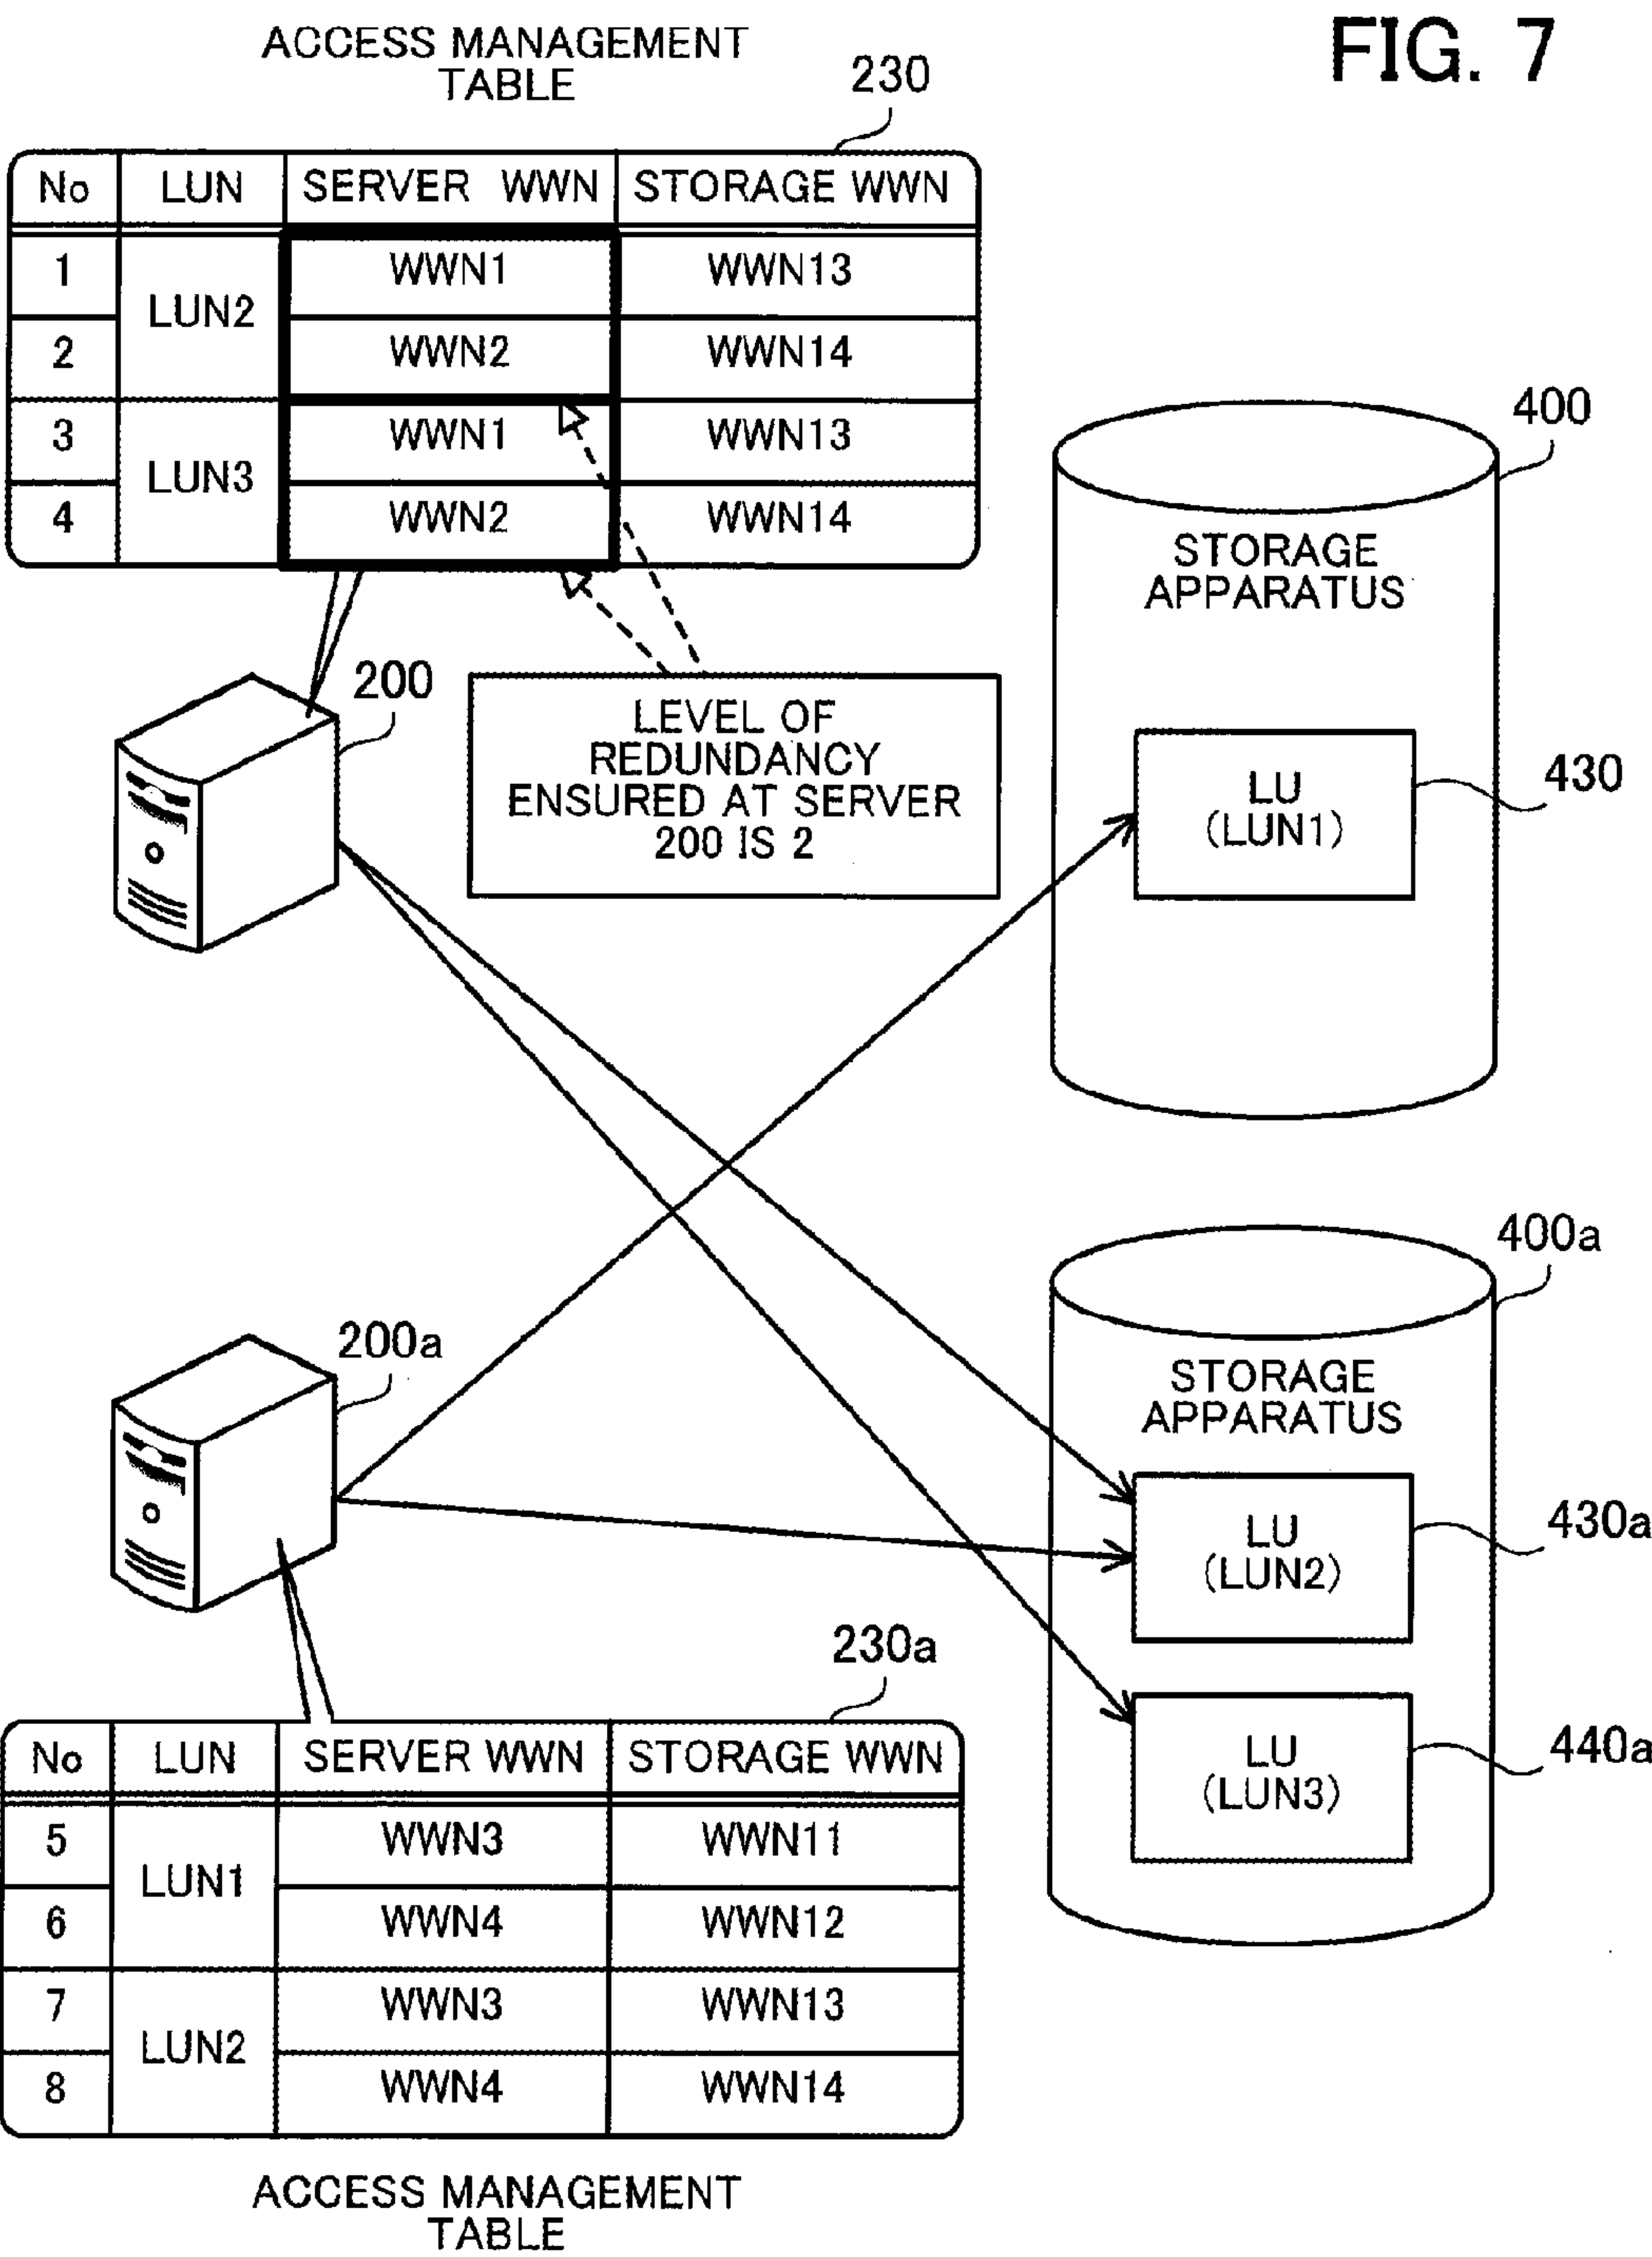 FIG. 7
ACCESS MANAGEMENT
TABLE
230
No LUN SERVER WWN STORAGE WWN
1 LUN2 WWN1 WWN13
2 WWN2 WWN14
3 LUN3 WWN1 WWN13
4 WWN2 WWN14
400
STORAGE
APPARATUS
200
LEVEL OF
REDUNDANCY
ENSURED AT SERVER
200 IS 2
LU
(LUN1)
430
400a
200a
STORAGE
APPARATUS
LU
(LUN2)
430a
LU
(LUN3)
440a
230a
No LUN SERVER WWN STORAGE WWN
5 LUN1 WWN3 WWN11
6 WWN4 WWN12
7 LUN2 WWN3 WWN13
8 WWN4 WWN14
ACCESS MANAGEMENT
TABLE